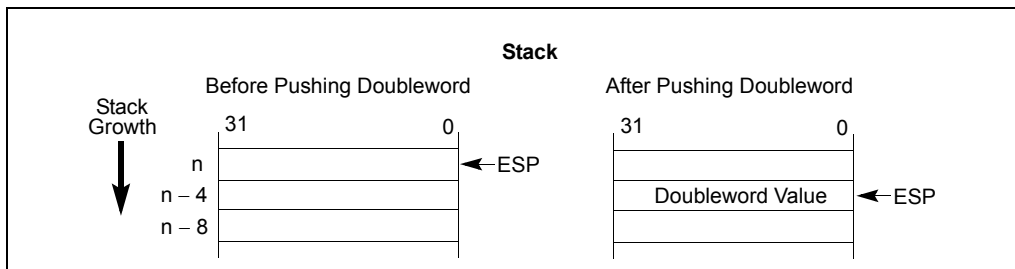 Stack
Before Pushing Doubleword
After Pushing Doubleword
Stack
Growth
31
0
31
0
n
ESP
n – 4
Doubleword Value
ESP
n – 8